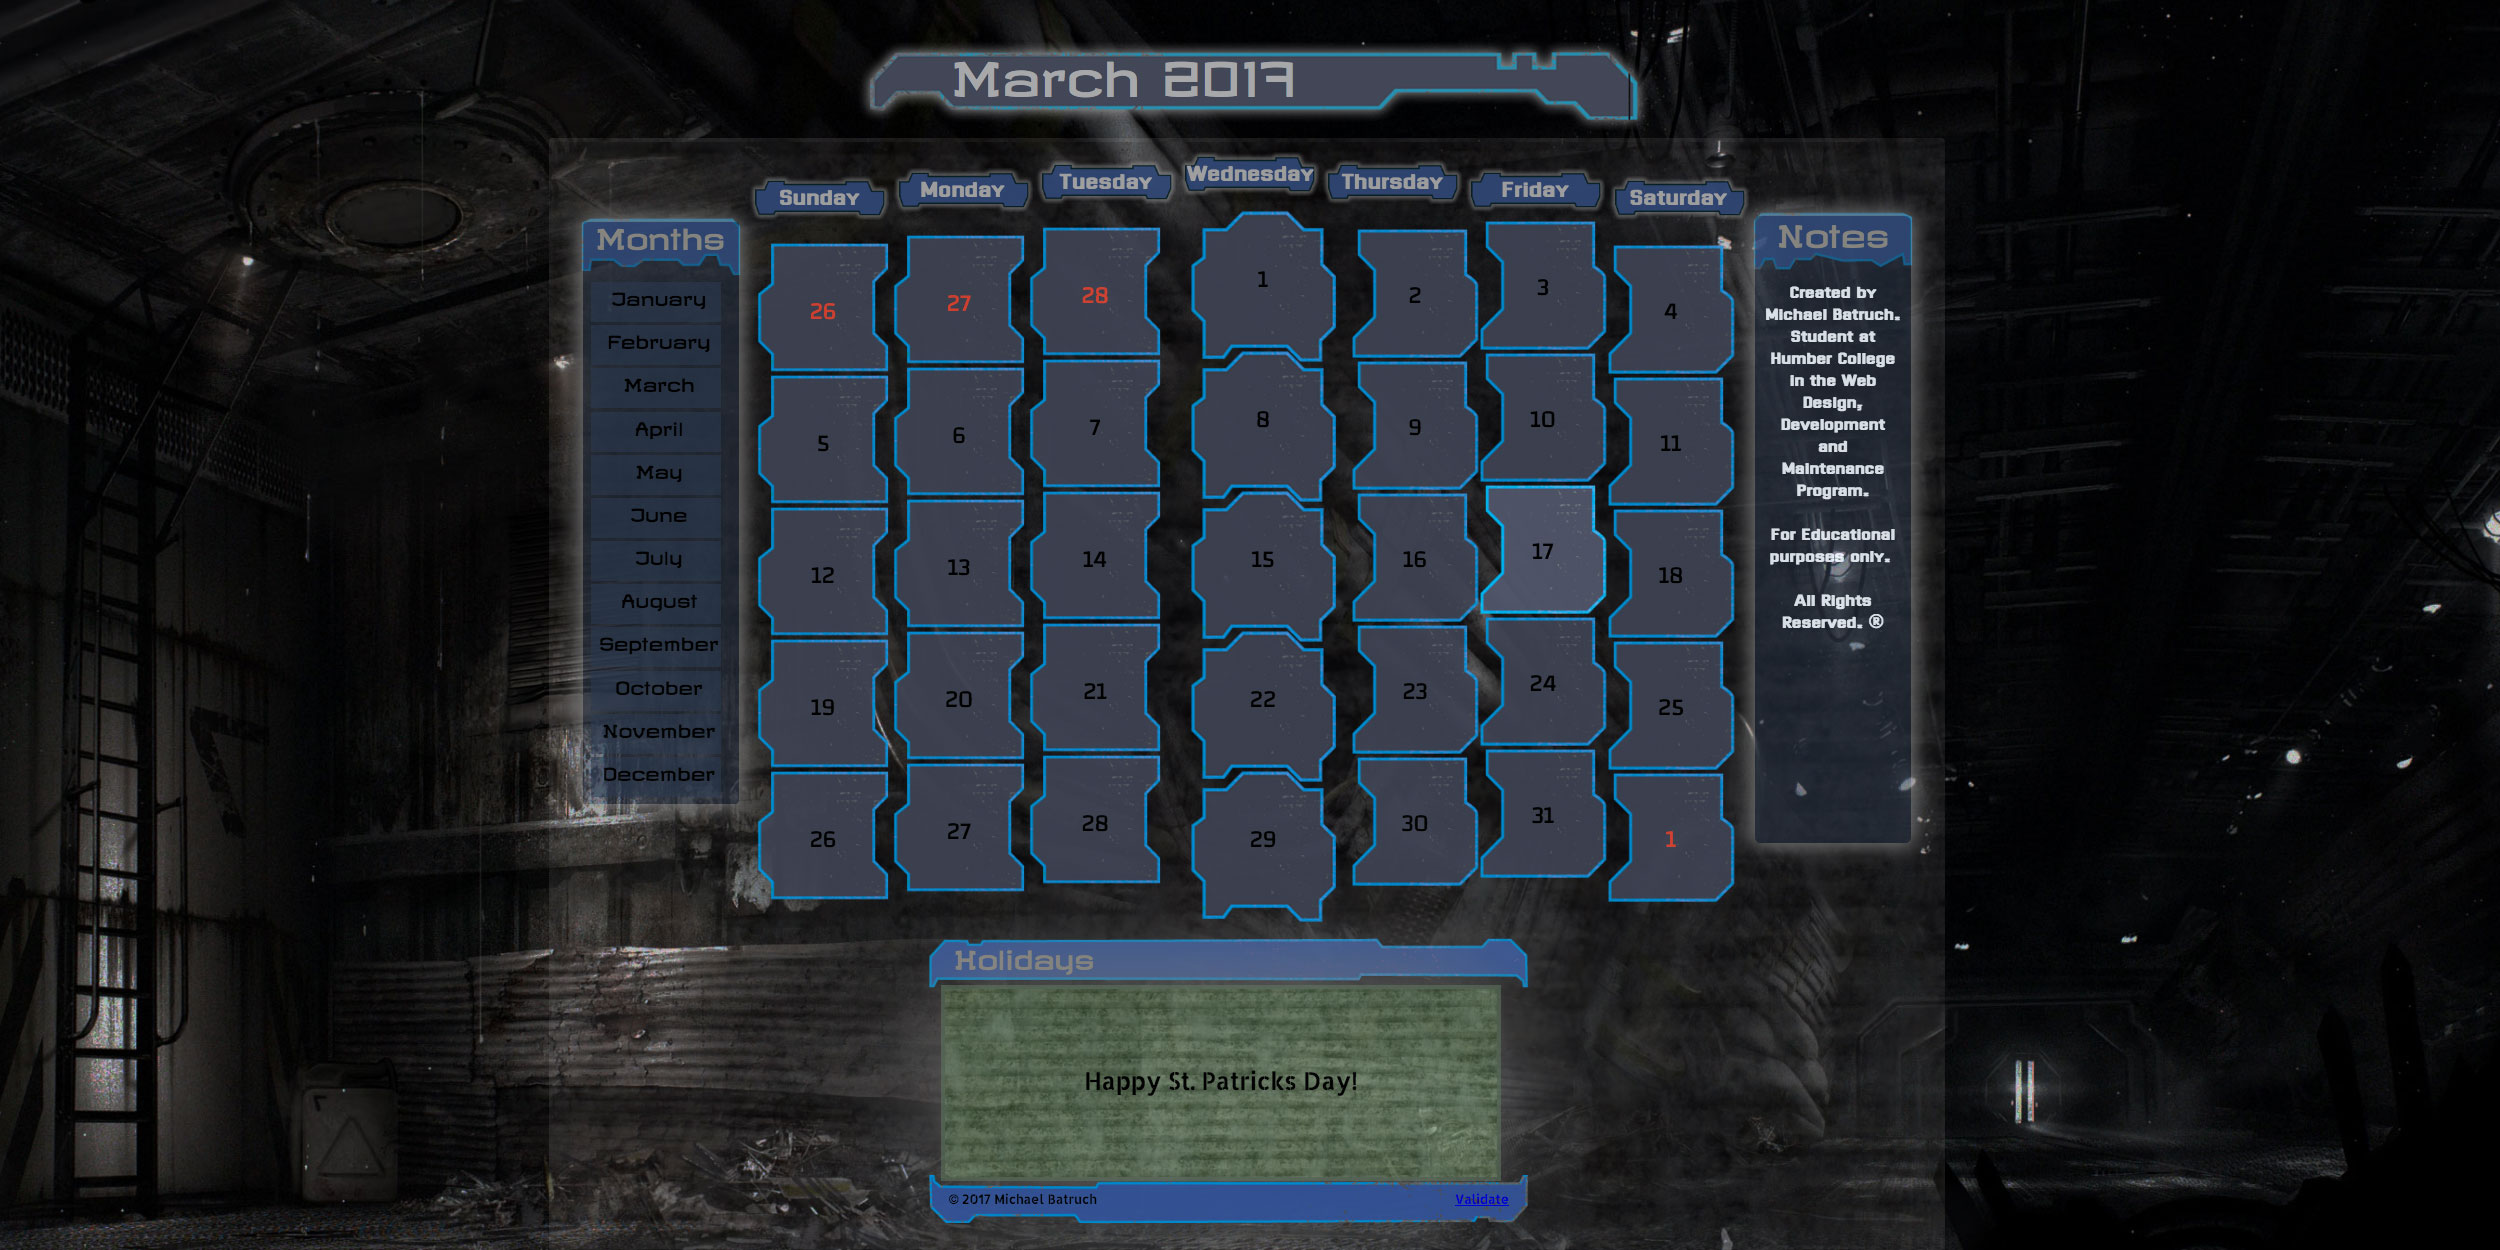 March 2017
Sunday Monday Tuesday Wednesday Thursday Friday Saturday
Months
January
February
March
April
May
June
July
August
September
October
November
December
26 27 28 1 2 3 4
5 6 7 8 9 10 11
12 13 14 15 16 17 18
19 20 21 22 23 24 25
26 27 28 29 30 31 1
Notes
Created by
Michael Batruch.
Student at
Humber College
in the Web
Design,
Development
and
Maintenance
Program.
For Educational
purposes only.
All Rights
Reserved. ®
Holidays
Happy St. Patricks Day!
© 2017 Michael Batruch
Validate